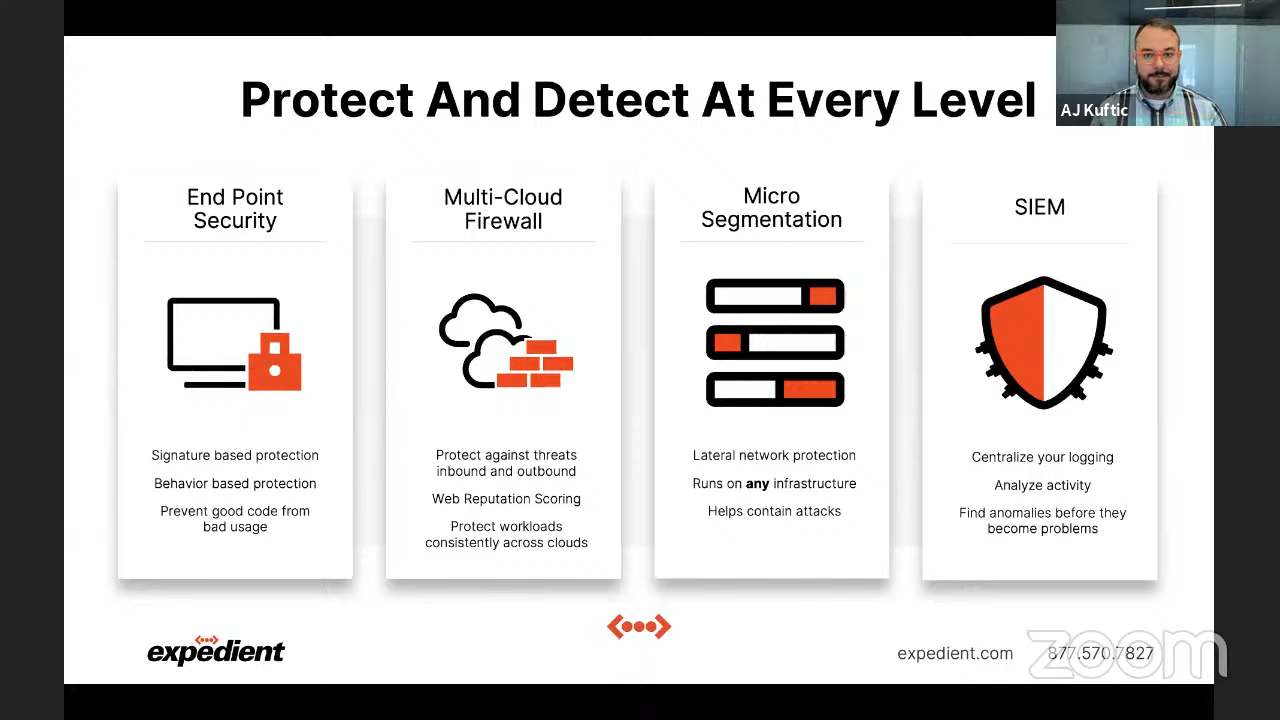 Protect And Detect At Every Level
AJ Kuftic
End Point
Security
Signature based protection
Behavior based protection
Prevent good code from
bad usage
Multi-Cloud
Firewall
Protect against threats
inbound and outbound
Web Reputation Scoring
Protect workloads
consistently across clouds
Micro
Segmentation
Lateral network protection
Runs on any infrastructure
Helps contain attacks
SIEM
Centralize your logging
Analyze activity
Find anomalies before they
become problems
expedient
expedient.com
877.570.7827
zoom